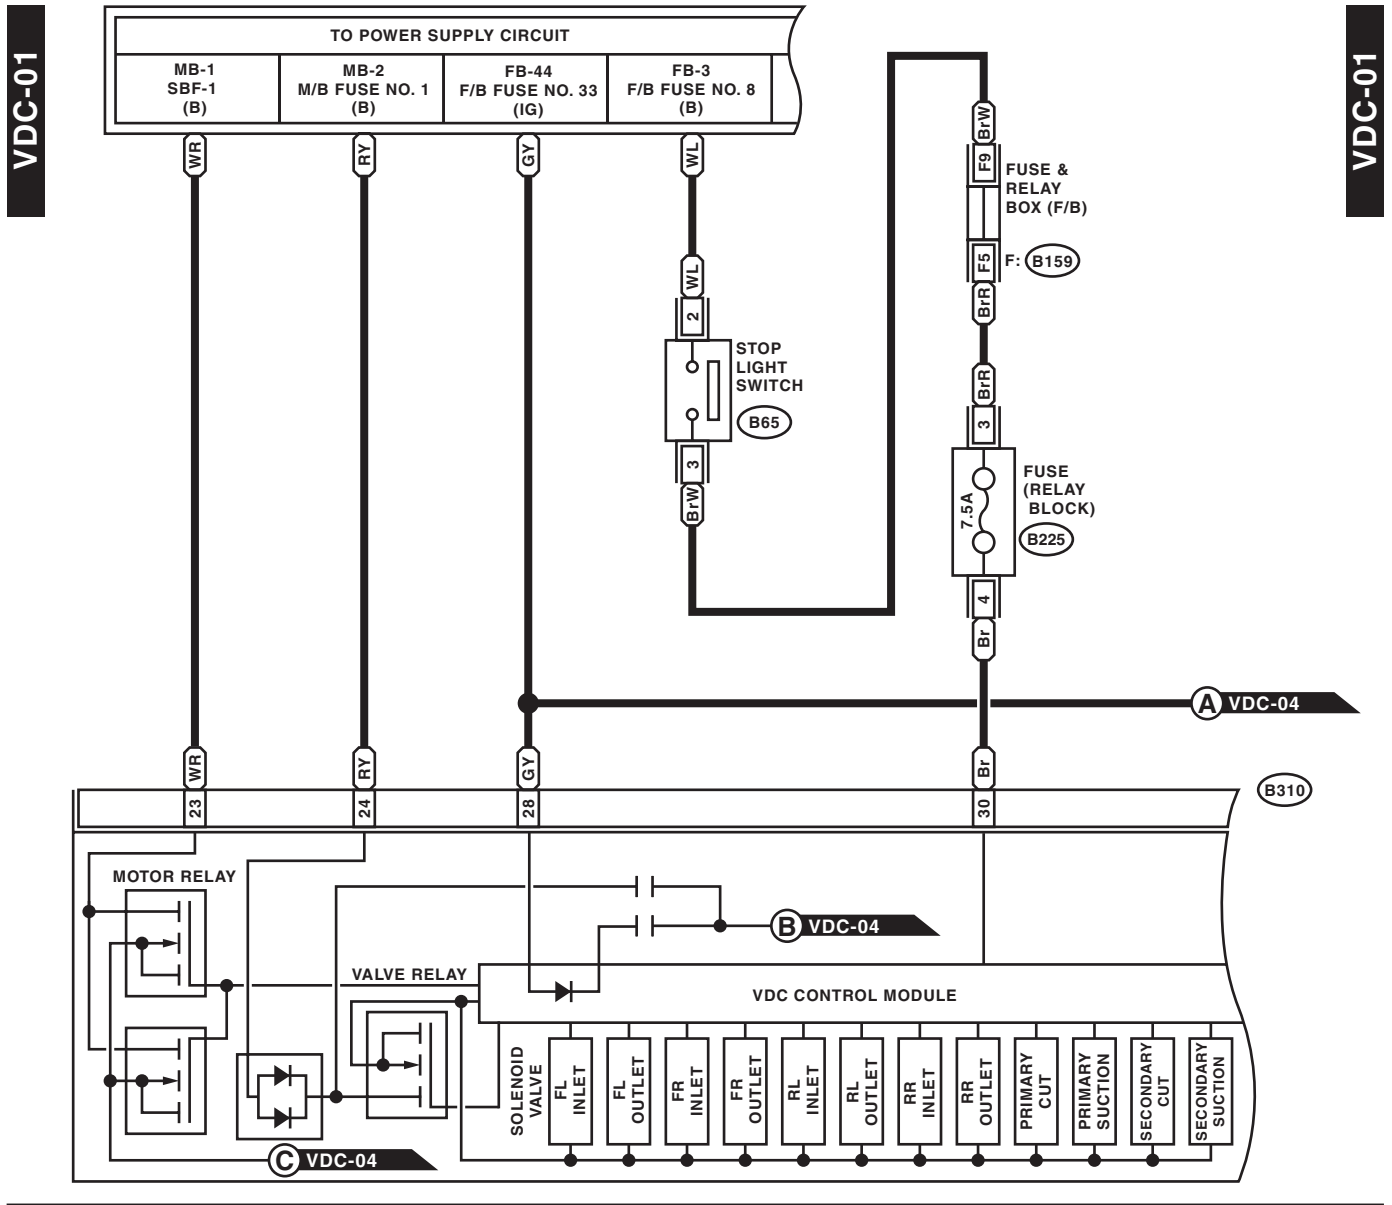 VDC-01
VDC-01
TO POWER SUPPLY CIRCUIT
MB-1
SBF-1
(B)
MB-2
M/B FUSE NO. 1
(B)
FB-44
F/B FUSE NO. 33
(IG)
FB-3
F/B FUSE NO. 8
(B)
WR
RY
GY
WL
BrW
F9
FUSE &
RELAY
BOX (F/B)
F5
F: B159
BrR
WL
2
STOP
LIGHT
SWITCH
B65
3
BrW
BrR
3
FUSE
(RELAY
BLOCK)
7.5A
B225
4
Br
A VDC-04
WR
RY
GY
Br
23
24
28
30
B310
MOTOR RELAY
B VDC-04
VALVE RELAY
VDC CONTROL MODULE
SOLENOID
VALVE
FL
INLET
FL
OUTLET
FR
INLET
FR
OUTLET
RL
INLET
RL
OUTLET
RR
INLET
RR
OUTLET
PRIMARY
CUT
PRIMARY
SUCTION
SECONDARY
CUT
SECONDARY
SUCTION
C VDC-04